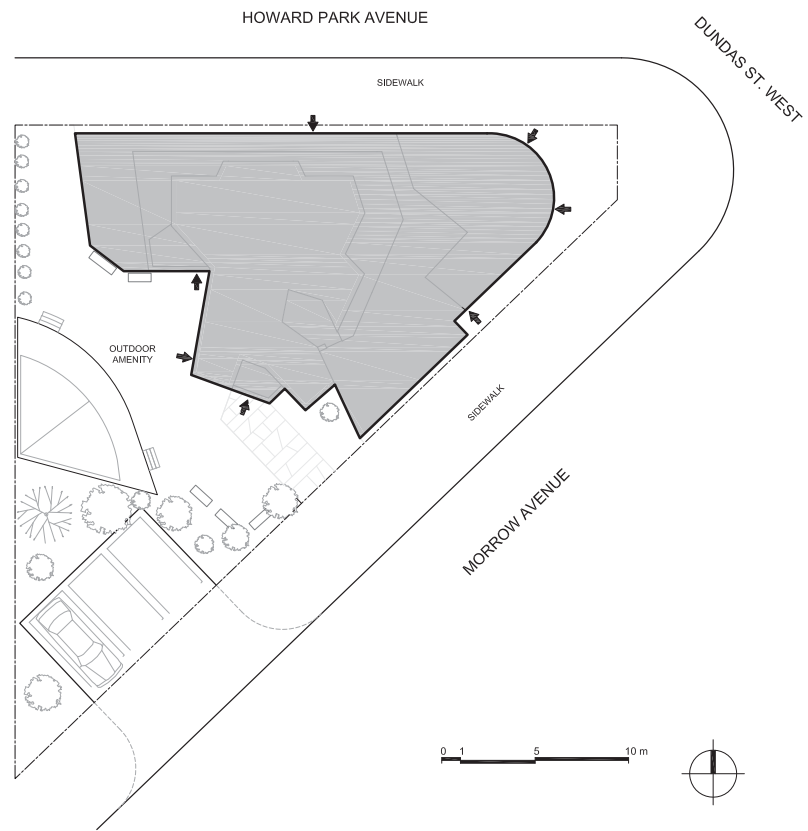 HOWARD PARK AVENUE
DUNDAS ST. WEST
SIDEWALK
OUTDOOR
AMENITY
SIDEWALK
MORROW AVENUE
0 1 5 10 m